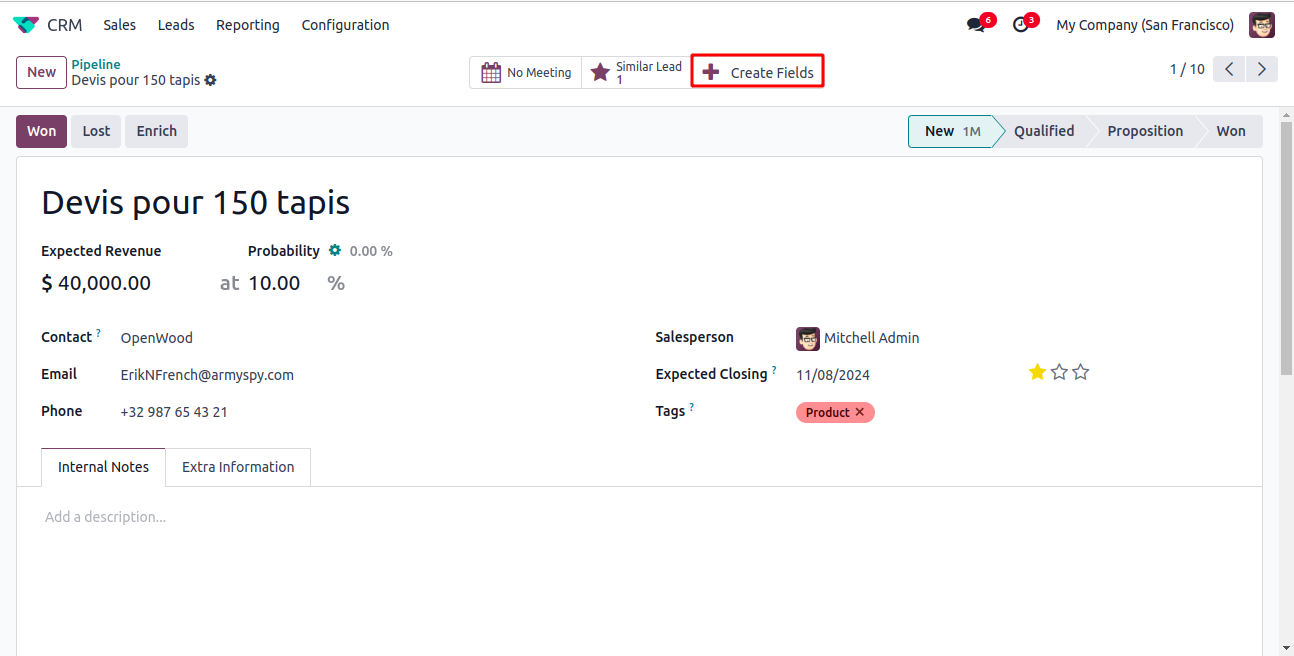 CRM Sales Leads Reporting Configuration 6 3 My Company (San Francisco)
New Pipeline
Devis pour 150 tapis
No Meeting Similar Lead
1
Create Fields 1 / 10
Won Lost Enrich New 1M Qualified Proposition Won
Devis pour 150 tapis
Expected Revenue Probability 0.00 %
$ 40,000.00 at 10.00 %
Contact ? OpenWood Salesperson Mitchell Admin
Email ErikNFrench@armyspy.com Expected Closing ? 11/08/2024
Phone +32 987 65 43 21 Tags ? Product ✕
Internal Notes Extra Information
Add a description...